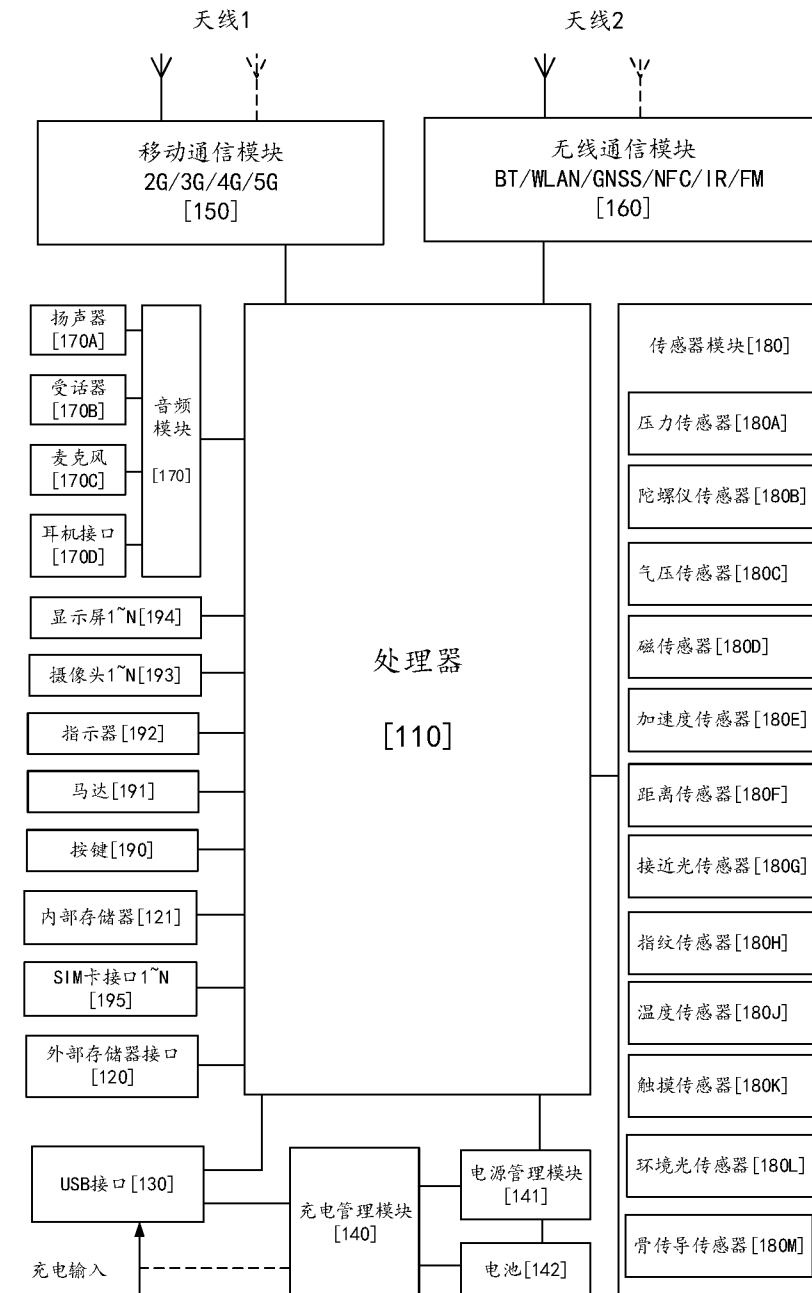 天线1
天线2
移动通信模块
2G/3G/4G/5G
[150]
无线通信模块
BT/WLAN/GNSS/NFC/IR/FM
[160]
扬声器
[170A]
受话器
[170B]
麦克风
[170C]
耳机接口
[170D]
音频
模块
[170]
显示屏1~N[194]
摄像头1~N[193]
指示器[192]
马达[191]
按键[190]
内部存储器[121]
SIM卡接口1~N
[195]
外部存储器接口
[120]
处理器
[110]
传感器模块[180]
压力传感器[180A]
陀螺仪传感器[180B]
气压传感器[180C]
磁传感器[180D]
加速度传感器[180E]
距离传感器[180F]
接近光传感器[180G]
指纹传感器[180H]
温度传感器[180J]
触摸传感器[180K]
环境光传感器[180L]
骨传导传感器[180M]
USB接口[130]
充电管理模块
[140]
电源管理模块
[141]
电池[142]
充电输入